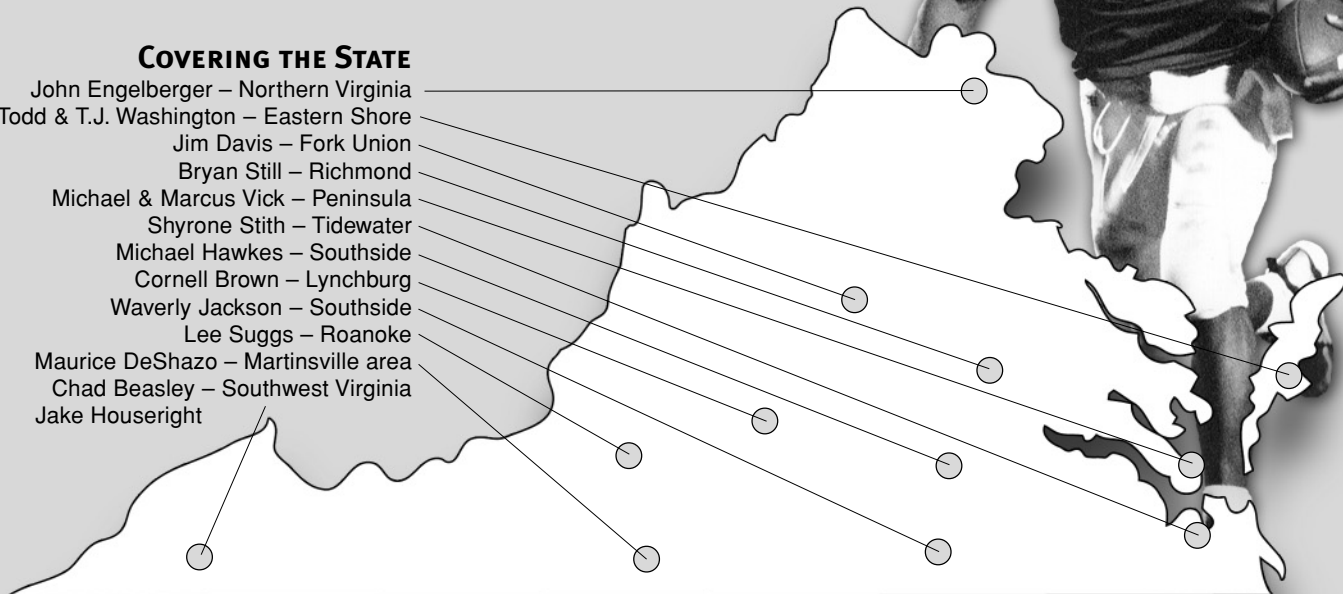 COVERING THE STATE
John Engelberger – Northern Virginia
Todd & T.J. Washington – Eastern Shore
Jim Davis – Fork Union
Bryan Still – Richmond
Michael & Marcus Vick – Peninsula
Shyrone Stith – Tidewater
Michael Hawkes – Southside
Cornell Brown – Lynchburg
Waverly Jackson – Southside
Lee Suggs – Roanoke
Maurice DeShazo – Martinsville area
Chad Beasley – Southwest Virginia
Jake Houseright